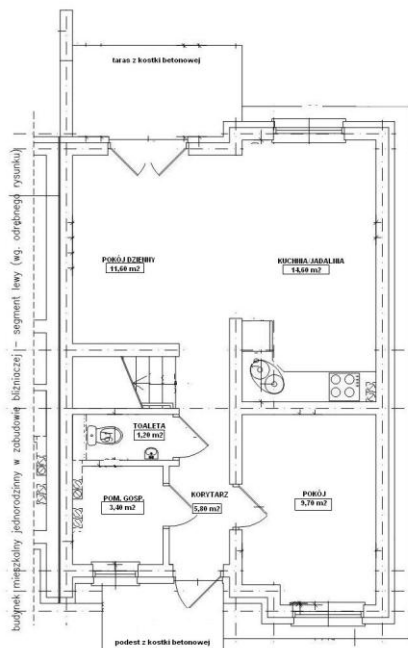 taras z kostki betonowej
POKÓJ DZIENNY
11,60 m2
KUCHNIA/JADALNIA
14,60 m2
budynek mieszkolny jednorodzinny w zabudowie bliźniaczej – segment lewy (wg. odrębnego rysunku)
TOALETA
1,20 m2
POM. GOSP.
3,40 m2
KORYTARZ
5,80 m2
POKÓJ
9,70 m2
podest z kostki betonowej